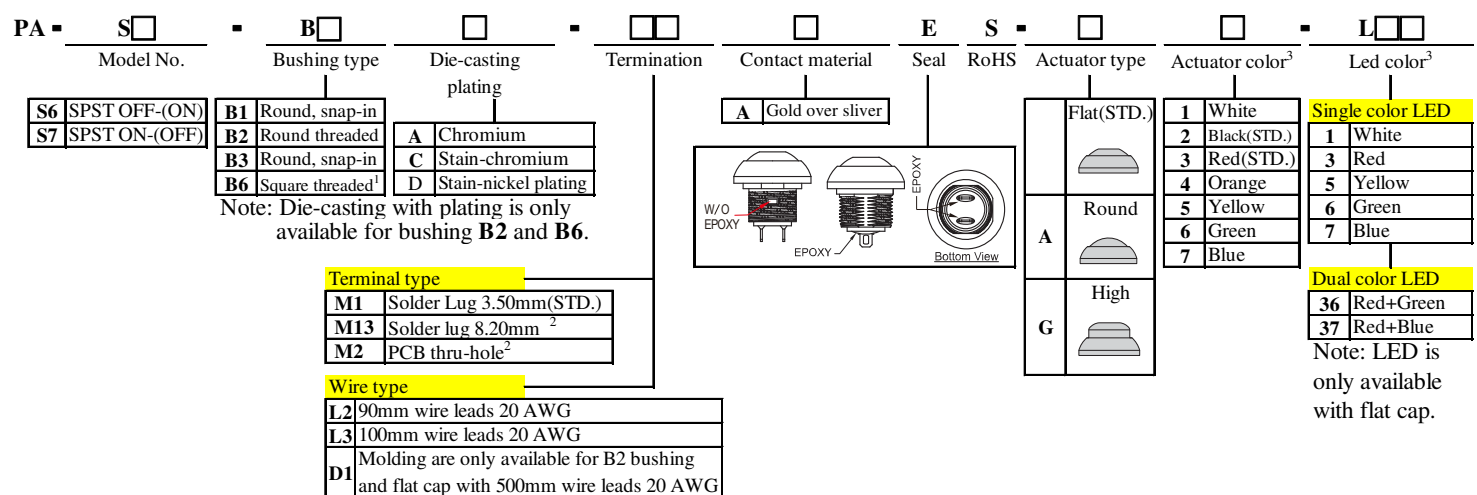 PA - S□ - B□ □ - □□ □ E S - □ □ - L□□
Model No. Bushing type Die-casting plating Termination Contact material Seal RoHS Actuator type Actuator color3 Led color3
S6 SPST OFF-(ON)
S7 SPST ON-(OFF)
B1 Round, snap-in
B2 Round threaded
B3 Round, snap-in
B6 Square threaded1
A Chromium
C Stain-chromium
D Stain-nickel plating
Note: Die-casting with plating is only
available for bushing B2 and B6.
Terminal type
M1 Solder Lug 3.50mm(STD.)
M13 Solder lug 8.20mm 2
M2 PCB thru-hole2
Wire type
L2 90mm wire leads 20 AWG
L3 100mm wire leads 20 AWG
D1 Molding are only available for B2 bushing
and flat cap with 500mm wire leads 20 AWG
A Gold over sliver
W/O
EPOXY
EPOXY
EPOXY
Bottom View
Flat(STD.)
Round
A
High
G
1 White
2 Black(STD.)
3 Red(STD.)
4 Orange
5 Yellow
6 Green
7 Blue
Single color LED
1 White
3 Red
5 Yellow
6 Green
7 Blue
Dual color LED
36 Red+Green
37 Red+Blue
Note: LED is
only available
with flat cap.